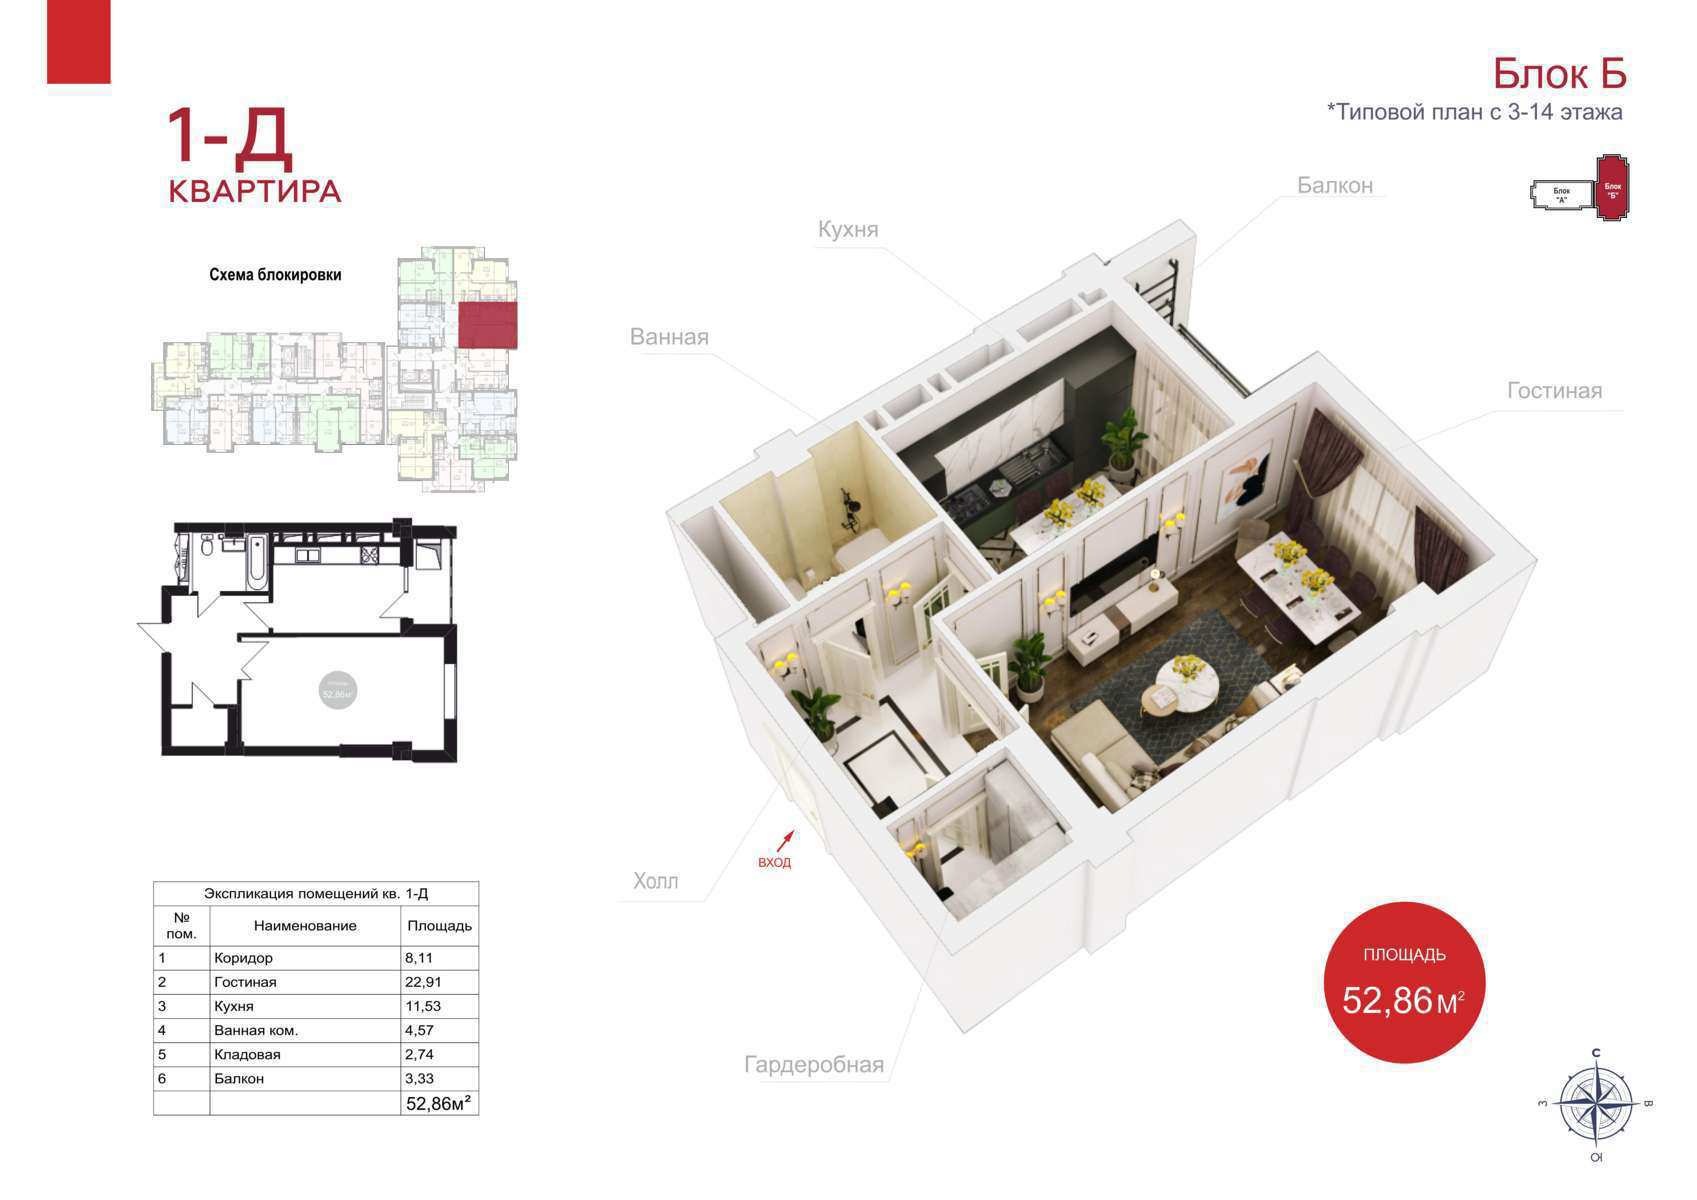 Блок Б
*Типовой план с 3-14 этажа
1-Д
КВАРТИРА
Блок
"А"
Блок
"Б"
Схема блокировки
Балкон
Кухня
Ванная
Гостиная
52,86м²
ВХОД
Холл
Гардеробная
Экспликация помещений кв. 1-Д
№ пом. Наименование Площадь
1 Коридор 8,11
2 Гостиная 22,91
3 Кухня 11,53
4 Ванная ком. 4,57
5 Кладовая 2,74
6 Балкон 3,33
52,86м²
ПЛОЩАДЬ
52,86м²
С
З
В
Ю